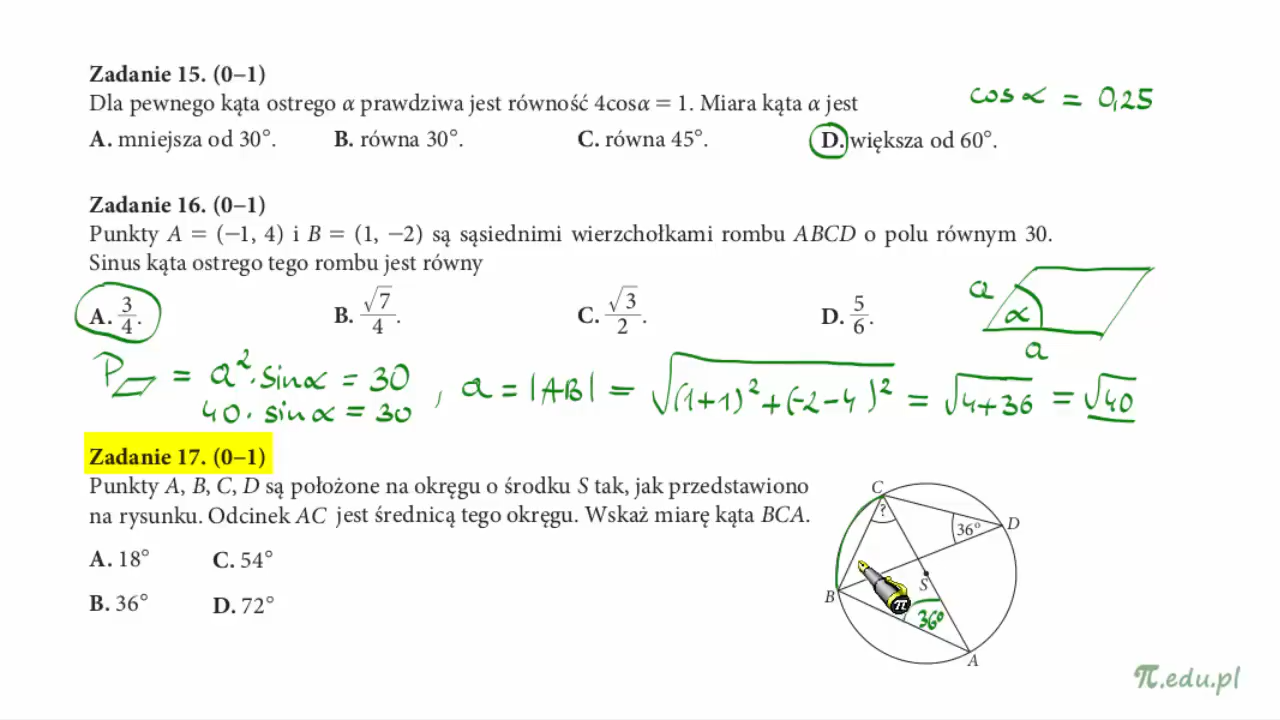 Zadanie 15. (0–1)
Dla pewnego kąta ostrego α prawdziwa jest równość 4cosα = 1. Miara kąta α jest
cos α = 0,25
A. mniejsza od 30°. B. równa 30°. C. równa 45°. D. większa od 60°.
Zadanie 16. (0–1)
Punkty A = (−1, 4) i B = (1, −2) są sąsiednimi wierzchołkami rombu ABCD o polu równym 30.
Sinus kąta ostrego tego rombu jest równy
A. 3/4. B. √7/4. C. √3/2. D. 5/6.
a α
a
P▱ = a²·sinα = 30 , a = |AB| = √((1+1)²+(-2-4)²) = √(4+36) = √40
40·sinα = 30
Zadanie 17. (0–1)
Punkty A, B, C, D są położone na okręgu o środku S tak, jak przedstawiono
na rysunku. Odcinek AC jest średnicą tego okręgu. Wskaż miarę kąta BCA.
A. 18° C. 54°
B. 36° D. 72°
C
?
36° D
S
B
π
36°
A
π.edu.pl